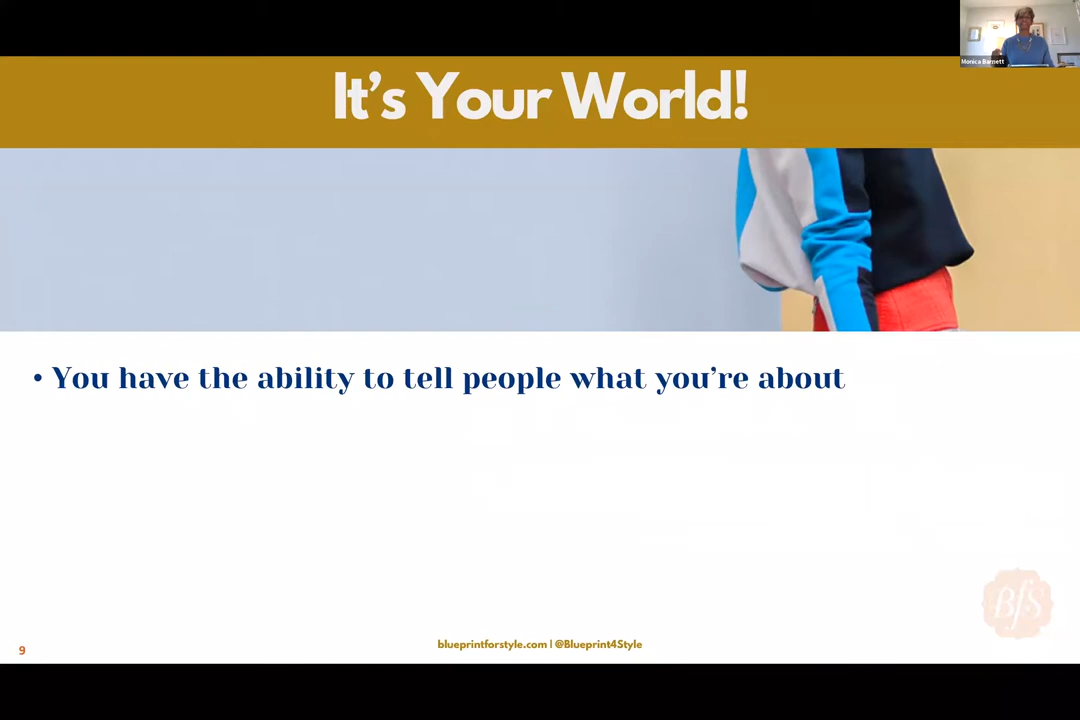 Monica Barnett
It's Your World!
• You have the ability to tell people what you're about
BfS
9
blueprintforstyle.com | @Blueprint4Style